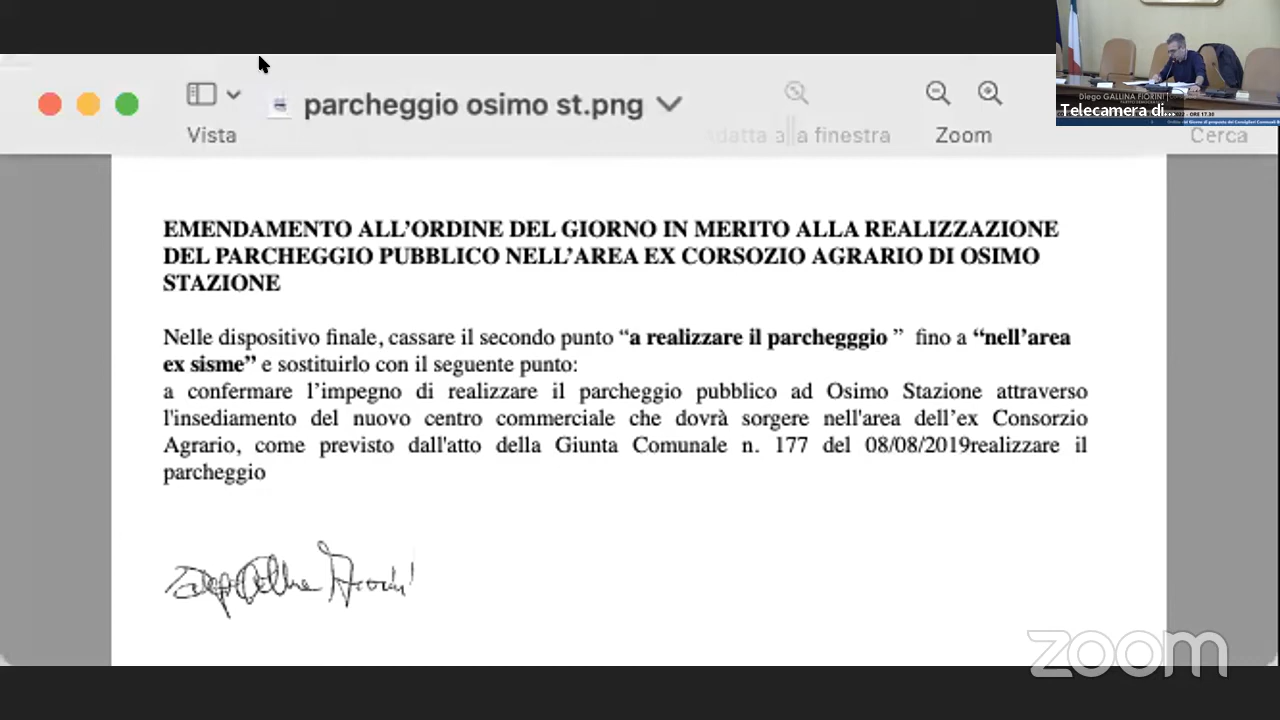 parcheggio osimo st.png
Vista
adatta alla finestra
Zoom
Cerca
Diego GALLINA FIORINI
Telecamera di...
EMENDAMENTO ALL’ORDINE DEL GIORNO IN MERITO ALLA REALIZZAZIONE
DEL PARCHEGGIO PUBBLICO NELL’AREA EX CORSOZIO AGRARIO DI OSIMO
STAZIONE
Nelle dispositivo finale, cassare il secondo punto “a realizzare il parchegggio ” fino a “nell’area
ex sisme” e sostituirlo con il seguente punto:
a confermare l’impegno di realizzare il parcheggio pubblico ad Osimo Stazione attraverso
l'insediamento del nuovo centro commerciale che dovrà sorgere nell'area dell’ex Consorzio
Agrario, come previsto dall'atto della Giunta Comunale n. 177 del 08/08/2019realizzare il
parcheggio
zoom